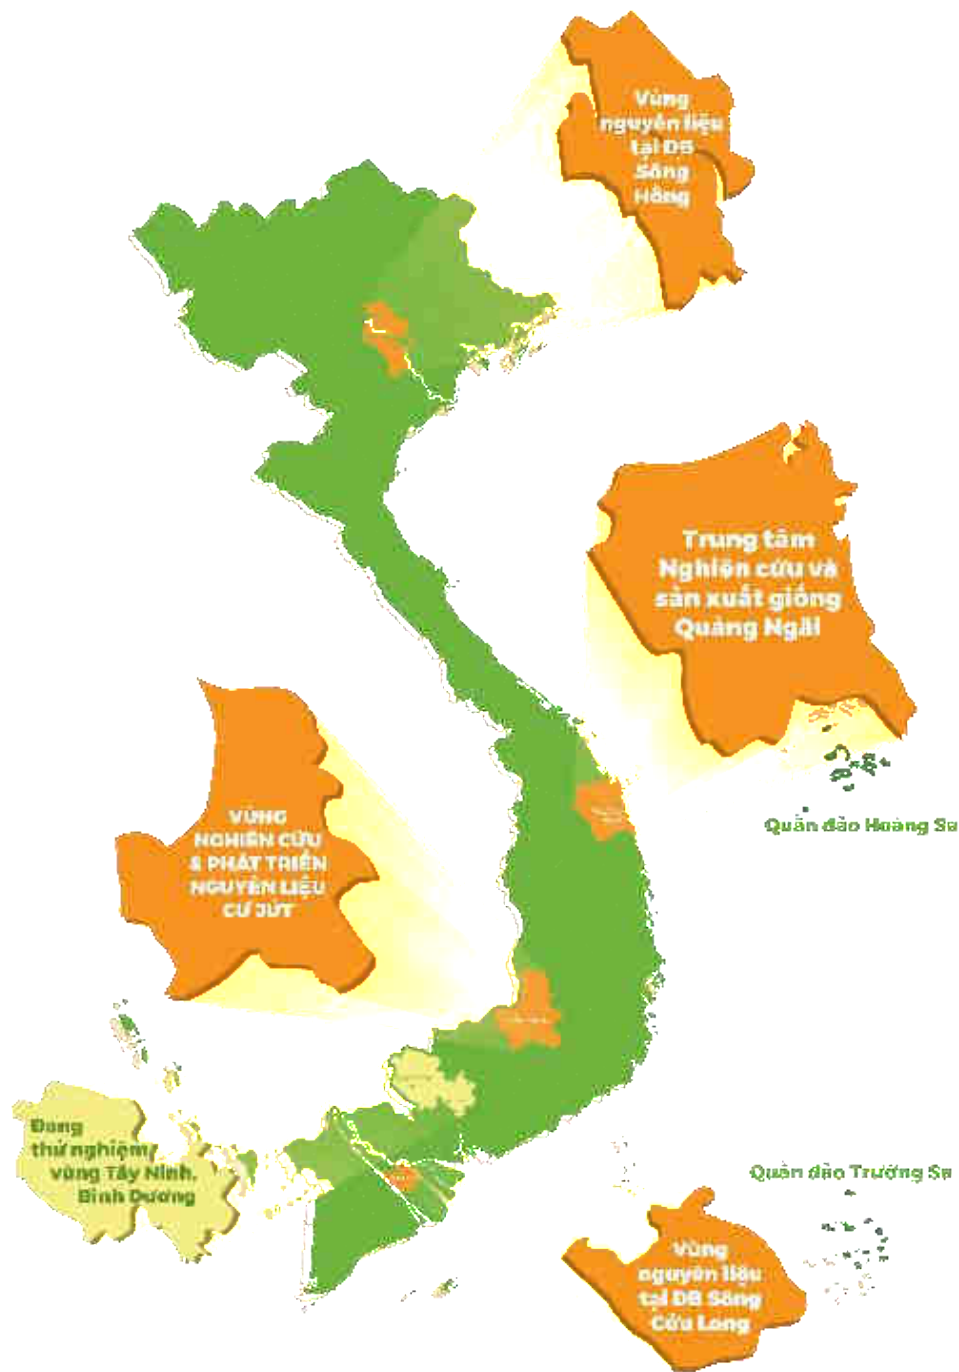 Vùng
nguyên liệu
tại ĐB
Sông
Hồng
Trung tâm
Nghiên cứu và
sản xuất giống
Quảng Ngãi
Quần đảo Hoàng Sa
VÙNG
NGHIÊN CỨU
& PHÁT TRIỂN
NGUYÊN LIỆU
CƯ JÚT
Đang
thử nghiệm
vùng Tây Ninh,
Bình Dương
Quần đảo Trường Sa
Vùng
nguyên liệu
tại ĐB Sông
Cửu Long